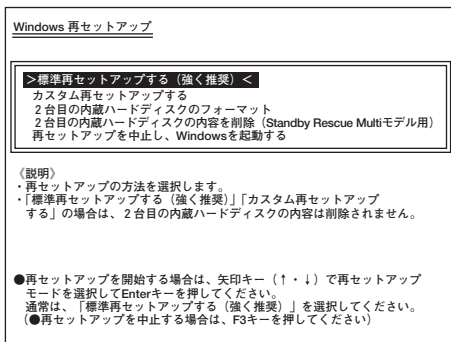 Windows 再セットアップ
＞標準再セットアップする（強く推奨）＜
カスタム再セットアップする
２台目の内蔵ハードディスクのフォーマット
２台目の内蔵ハードディスクの内容を削除（Standby Rescue Multiモデル用）
再セットアップを中止し、Windowsを起動する
《説明》
・再セットアップの方法を選択します。
・「標準再セットアップする（強く推奨）」「カスタム再セットアップ
する」の場合は、２台目の内蔵ハードディスクの内容は削除されません。
●再セットアップを開始する場合は、矢印キー（↑・↓）で再セットアップ
モードを選択してEnterキーを押してください。
通常は、「標準再セットアップする（強く推奨）」を選択してください。
（●再セットアップを中止する場合は、F3キーを押してください）